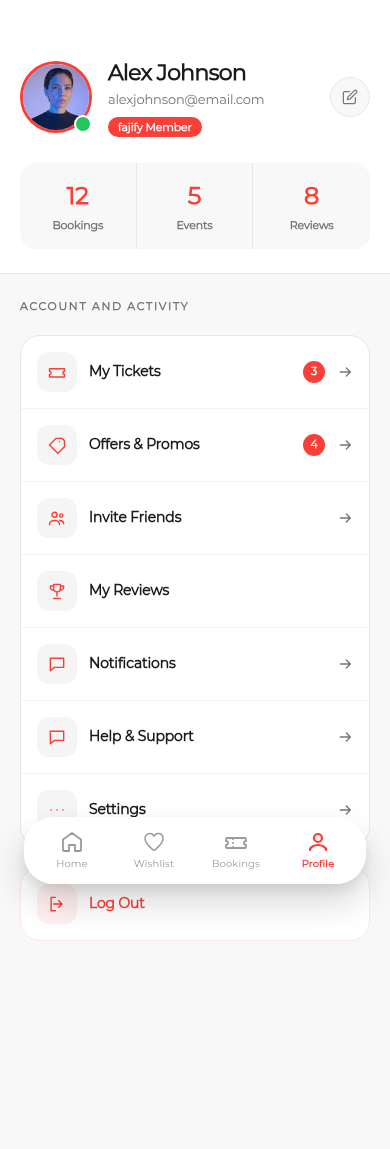 Alex Johnson
alexjohnson@email.com
fajify Member
12
Bookings
5
Events
8
Reviews
ACCOUNT AND ACTIVITY
My Tickets
3
Offers & Promos
4
Invite Friends
My Reviews
Notifications
Help & Support
Settings
Home
Wishlist
Bookings
Profile
Log Out